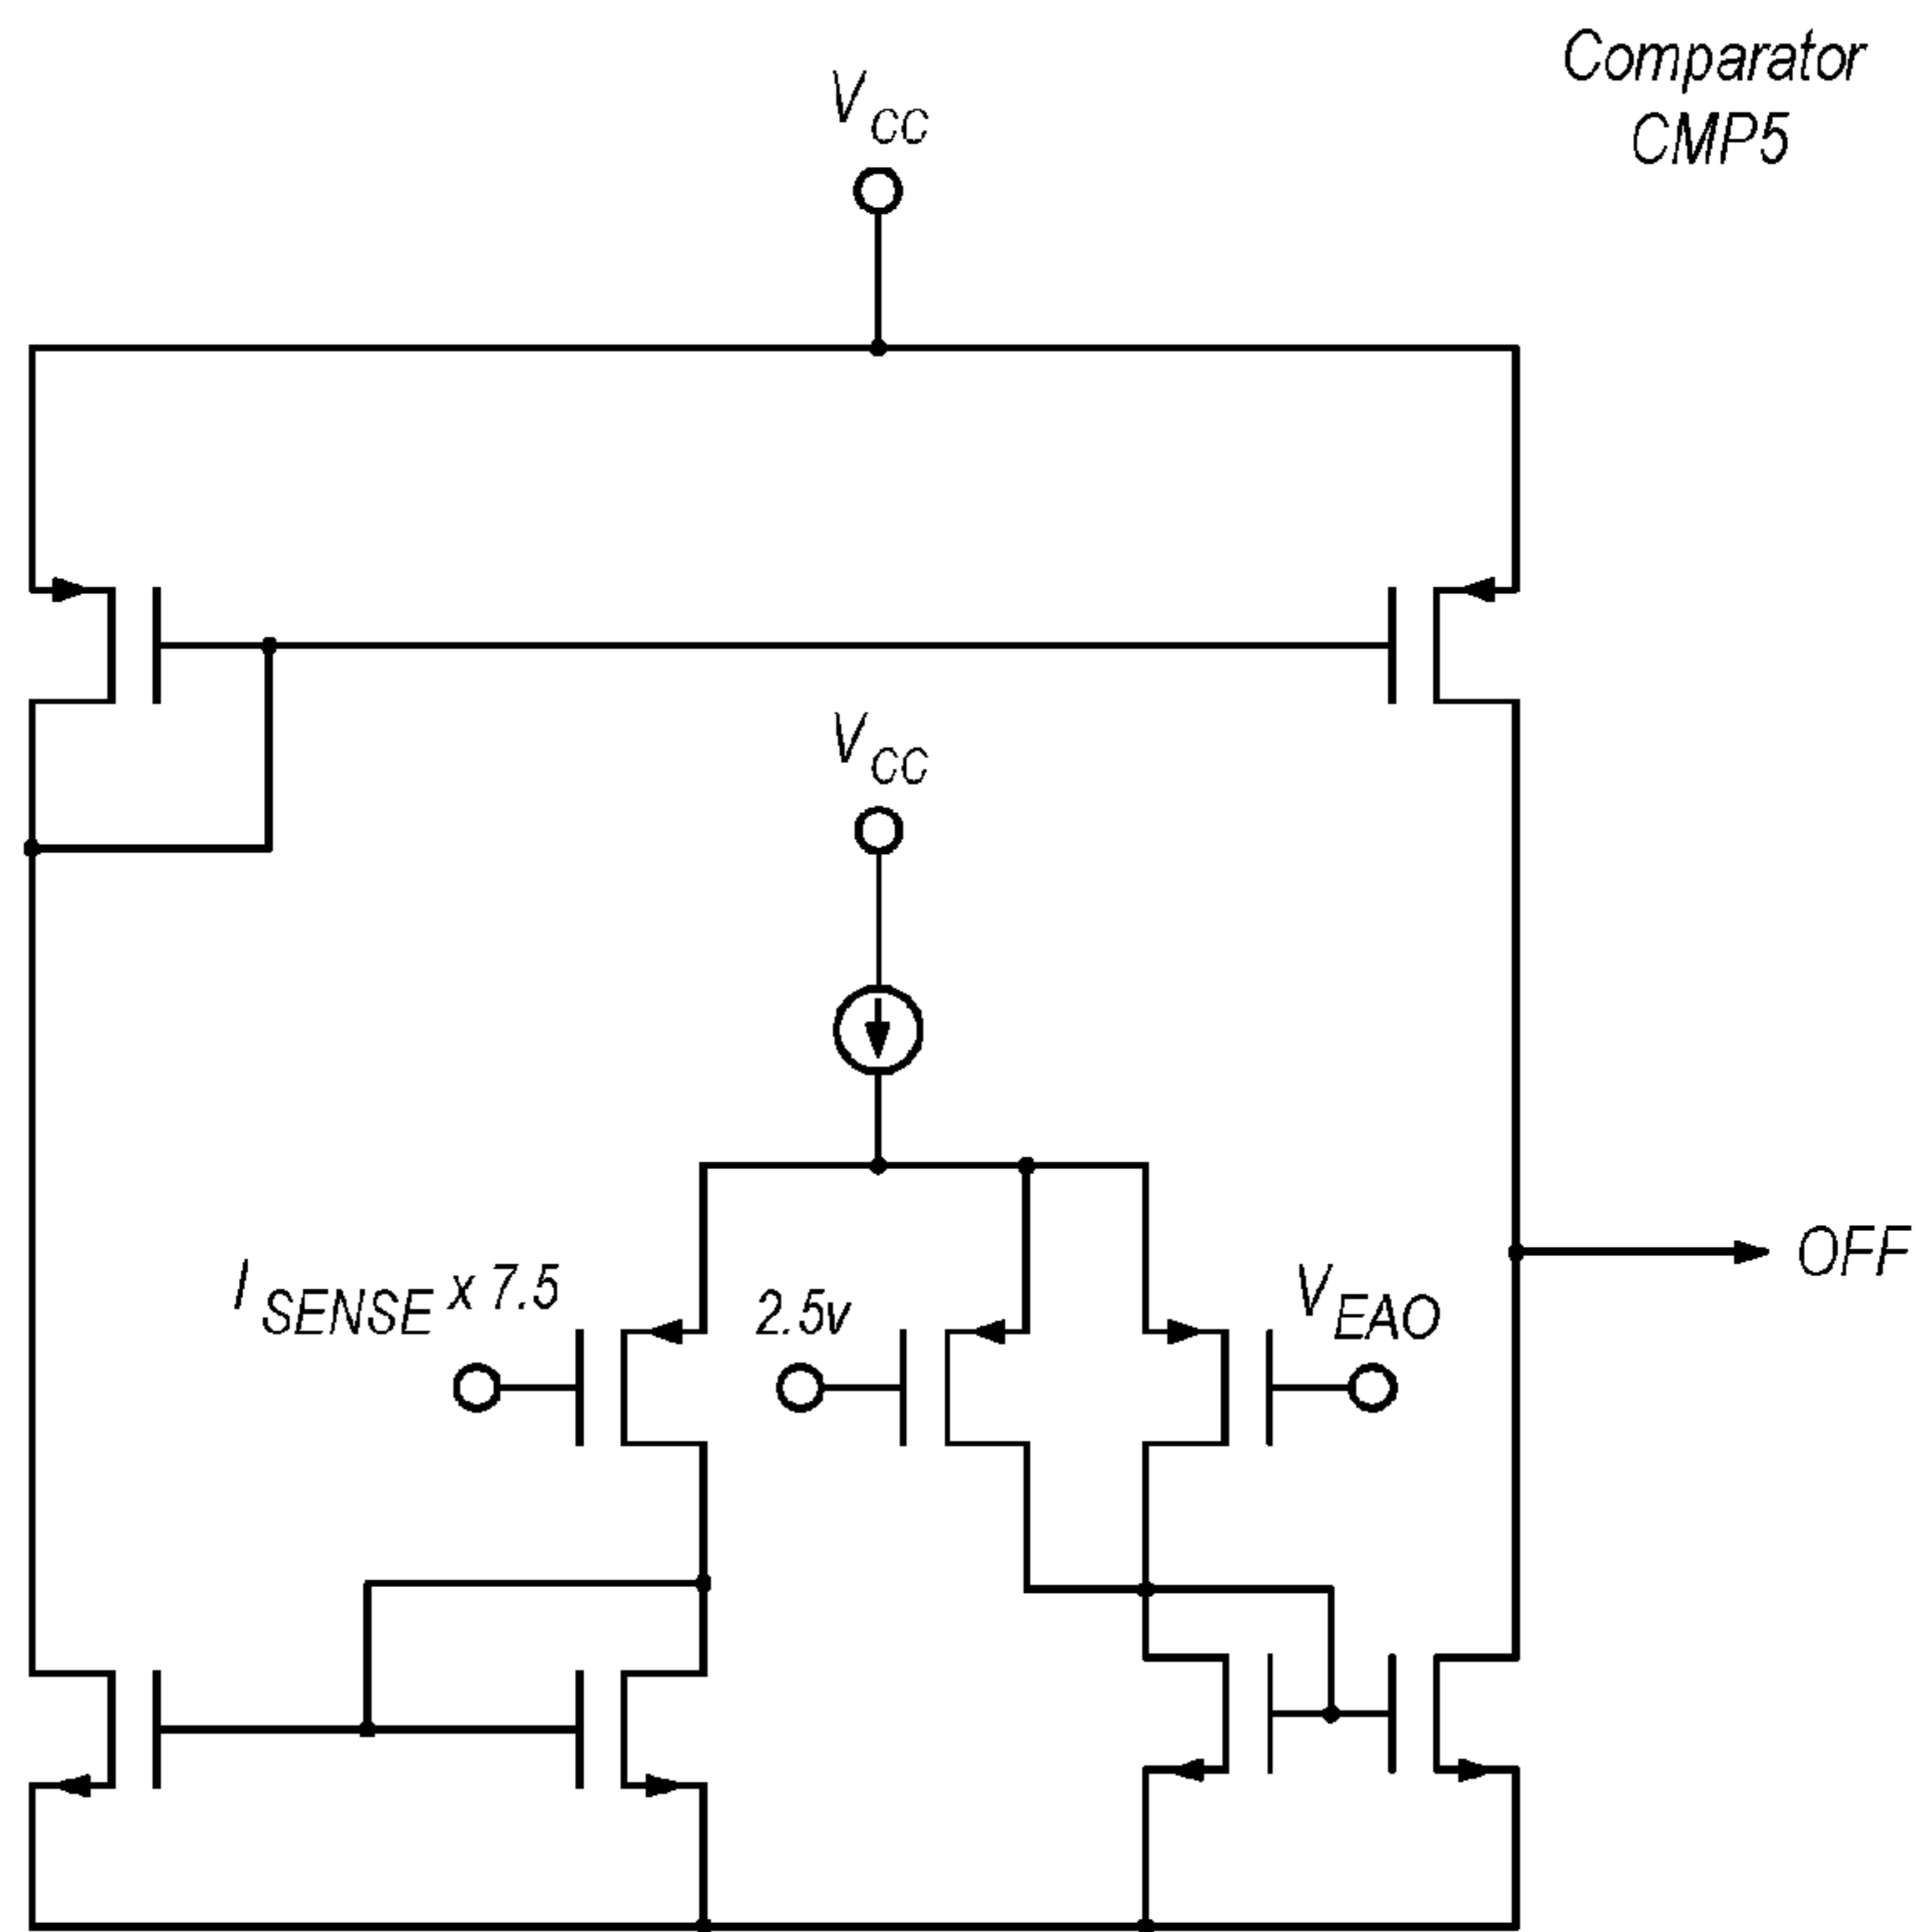 Comparator
CMP5
VCC
VCC
OFF
ISENSE x 7.5
2.5v
VEAO